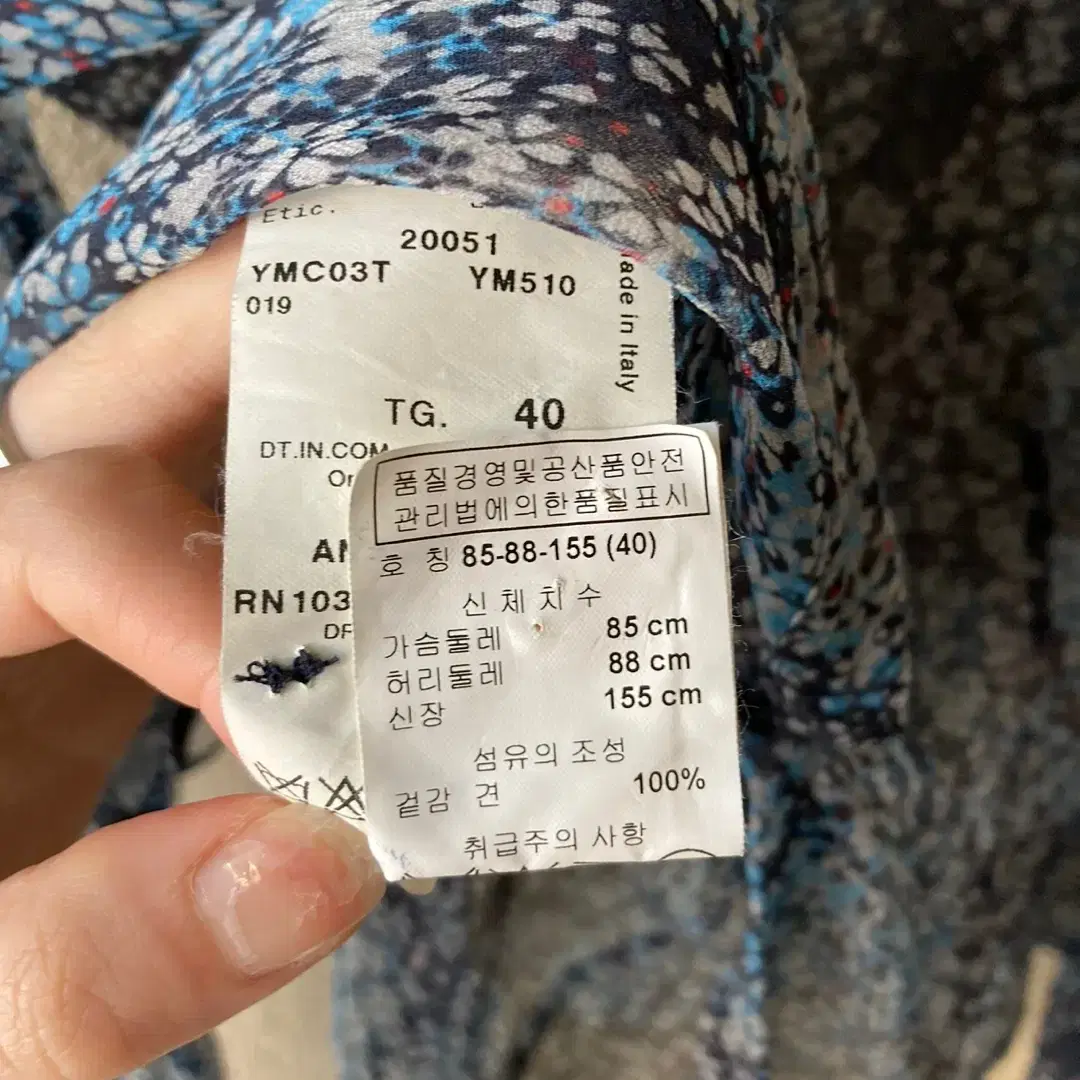 Etic.
20051
YMC03T YM510
019
ade in Italy
TG. 40
DT.IN.COM
Or
AN
RN 103
DF
품질경영및공산품안전
관리법에의한품질표시
호 칭 85-88-155 (40)
신 체 치 수
가슴둘레 85 cm
허리둘레 88 cm
신장 155 cm
섬유의 조성
겉감 견 100%
취급주의 사항